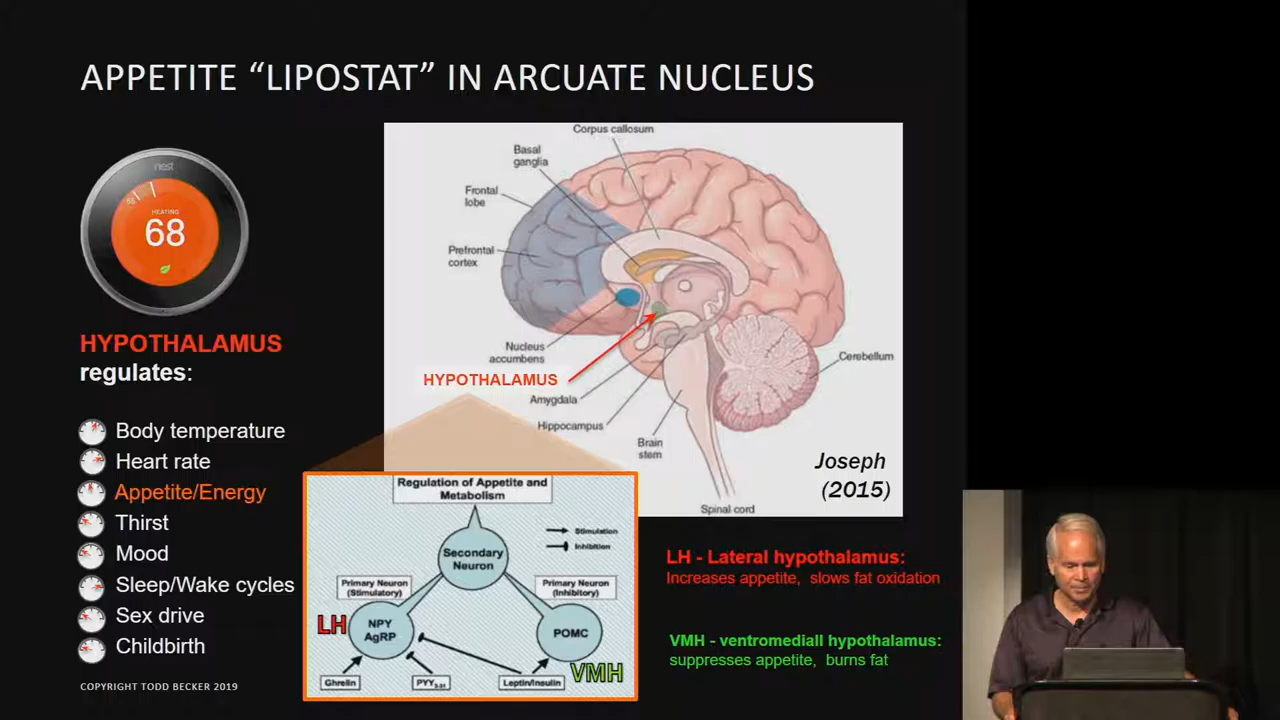 APPETITE “LIPOSTAT” IN ARCUATE NUCLEUS
nest
HEATING
68
HYPOTHALAMUS
regulates:
Body temperature
Heart rate
Appetite/Energy
Thirst
Mood
Sleep/Wake cycles
Sex drive
Childbirth
COPYRIGHT TODD BECKER 2019
Corpus callosum
Basal
ganglia
Frontal
lobe
Prefrontal
cortex
Nucleus
accumbens
HYPOTHALAMUS
Amygdala
Hippocampus
Brain
stem
Spinal cord
Cerebellum
Joseph
(2015)
Regulation of Appetite and
Metabolism
Stimulation
Inhibition
Secondary
Neuron
Primary Neuron
(Stimulatory)
Primary Neuron
(Inhibitory)
LH
NPY
AgRP
POMC
VMH
Ghrelin
PYY
Leptin/Insulin
LH - Lateral hypothalamus:
Increases appetite, slows fat oxidation
VMH - ventromediall hypothalamus:
suppresses appetite, burns fat